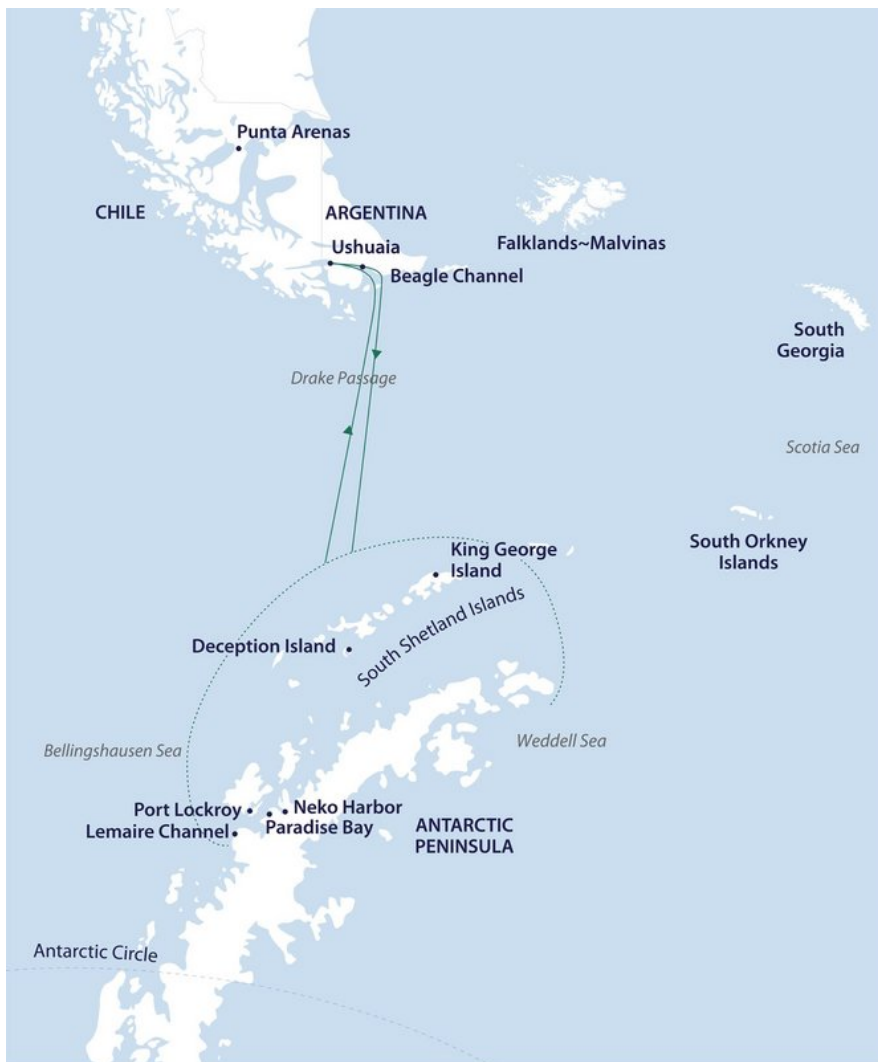 Punta Arenas
CHILE
ARGENTINA
Ushuaia
Falklands~Malvinas
Beagle Channel
South
Georgia
Drake Passage
Scotia Sea
King George
Island
South Orkney
Islands
South Shetland Islands
Deception Island
Bellingshausen Sea
Weddell Sea
Port Lockroy
Neko Harbor
Lemaire Channel
Paradise Bay
ANTARCTIC
PENINSULA
Antarctic Circle